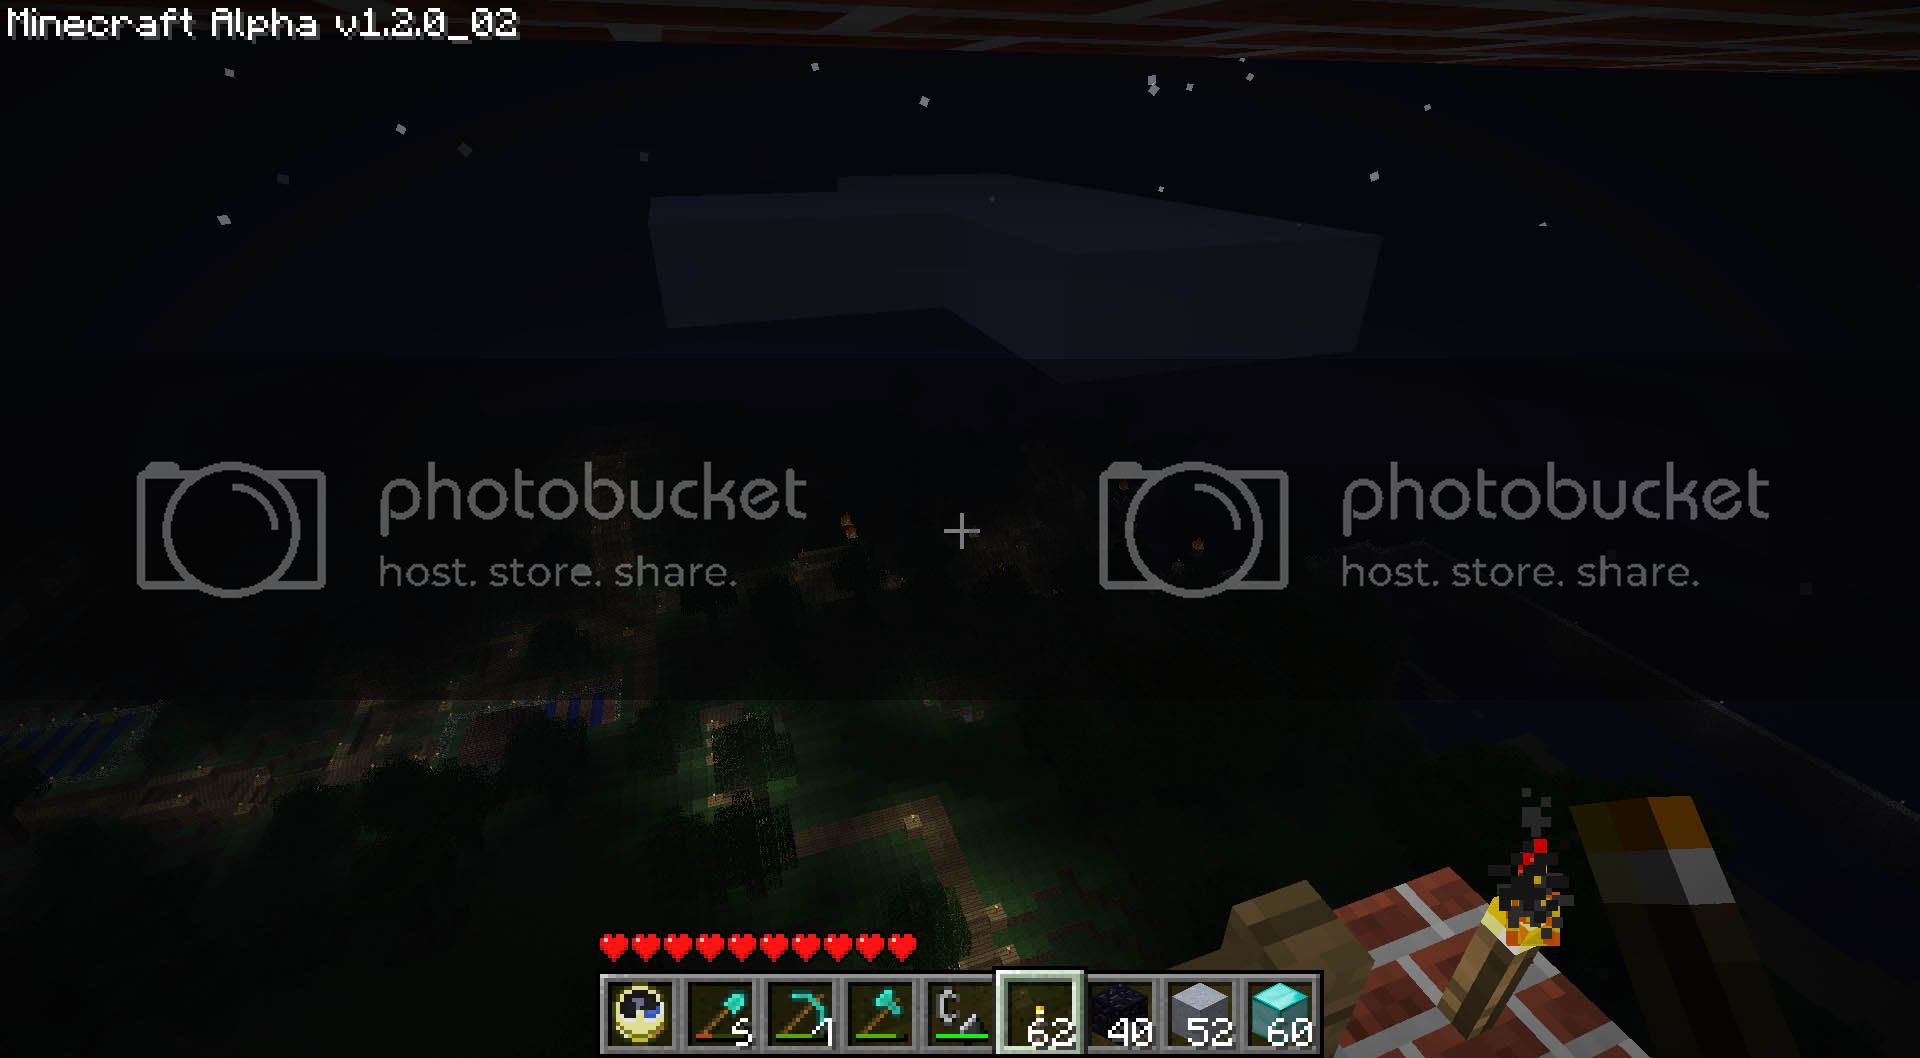 Minecraft Alpha v1.2.0_02
photobucket
host. store. share.
photobucket
host. store. share.
5 1 62 40 52 60